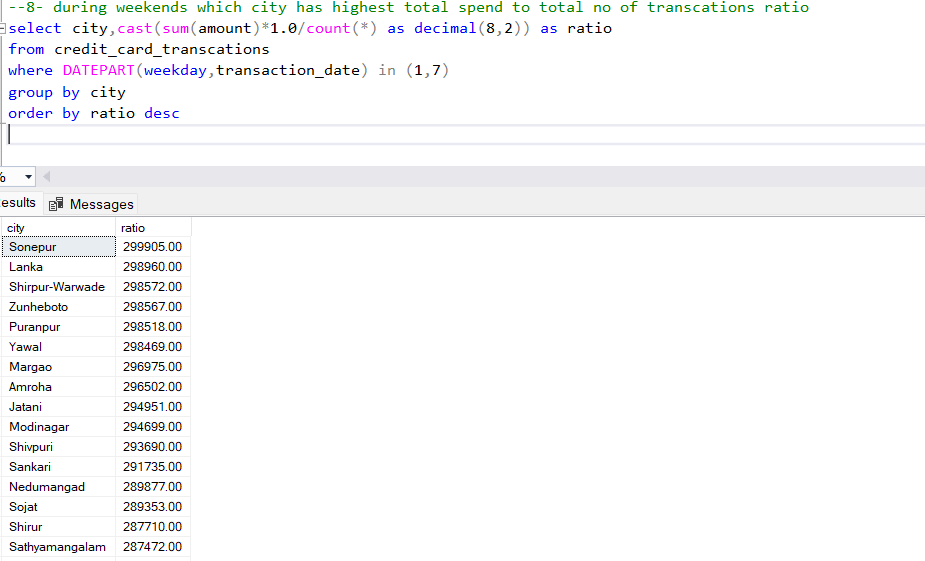 --8- during weekends which city has highest total spend to total no of transcations ratio
select city,cast(sum(amount)*1.0/count(*) as decimal(8,2)) as ratio
from credit_card_transcations
where DATEPART(weekday,transaction_date) in (1,7)
group by city
order by ratio desc
%
esults Messages
city ratio
Sonepur 299905.00
Lanka 298960.00
Shirpur-Warwade 298572.00
Zunheboto 298567.00
Puranpur 298518.00
Yawal 298469.00
Margao 296975.00
Amroha 296502.00
Jatani 294951.00
Modinagar 294699.00
Shivpuri 293690.00
Sankari 291735.00
Nedumangad 289877.00
Sojat 289353.00
Shirur 287710.00
Sathyamangalam 287472.00